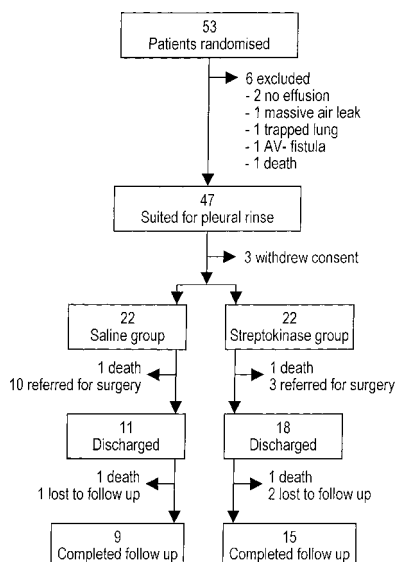 53
Patients randomised
6 excluded
- 2 no effusion
- 1 massive air leak
- 1 trapped lung
- 1 AV- fistula
- 1 death
47
Suited for pleural rinse
3 withdrew consent
22
Saline group
22
Streptokinase group
1 death
10 referred for surgery
1 death
3 referred for surgery
11
Discharged
18
Discharged
1 death
1 lost to follow up
1 death
2 lost to follow up
9
Completed follow up
15
Completed follow up